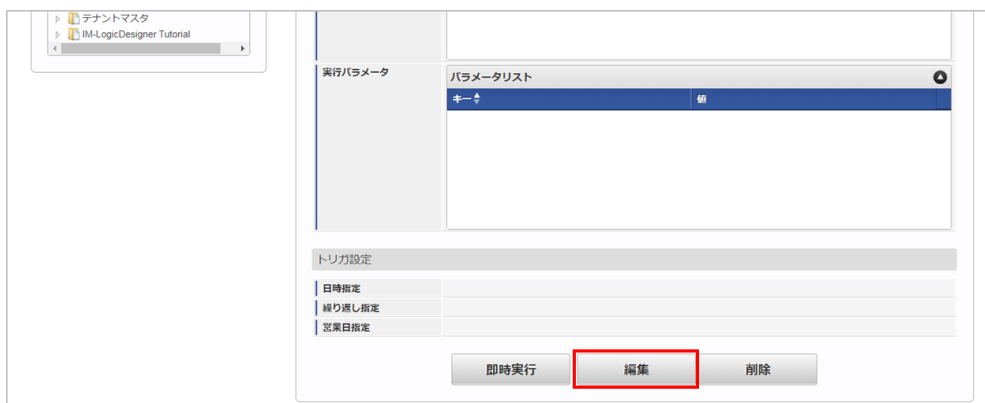 テナントマスタ
IM-LogicDesigner Tutorial
実行パラメータ
パラメータリスト
キー 値
トリガ設定
日時指定
繰り返し指定
営業日指定
即時実行 編集 削除